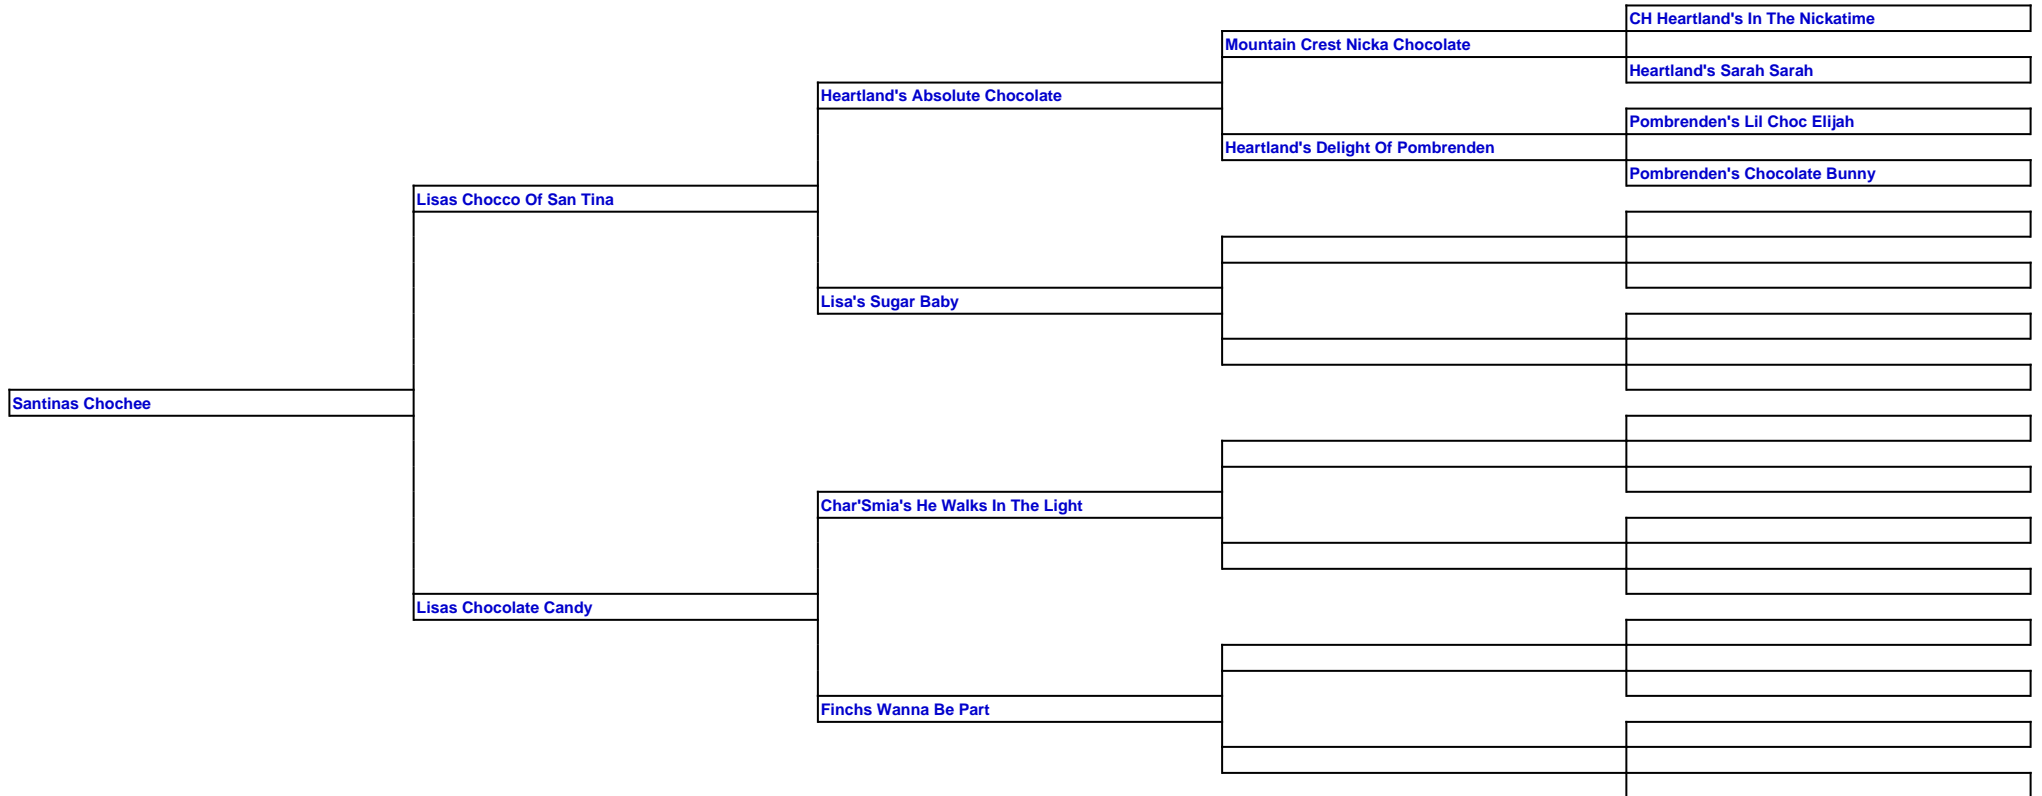 CH Heartland's In The Nickatime
Mountain Crest Nicka Chocolate
Heartland's Sarah Sarah
Heartland's Absolute Chocolate
Pombrenden's Lil Choc Elijah
Heartland's Delight Of Pombrenden
Pombrenden's Chocolate Bunny
Lisas Chocco Of San Tina
Lisa's Sugar Baby
Santinas Chochee
Char'Smia's He Walks In The Light
Lisas Chocolate Candy
Finchs Wanna Be Part